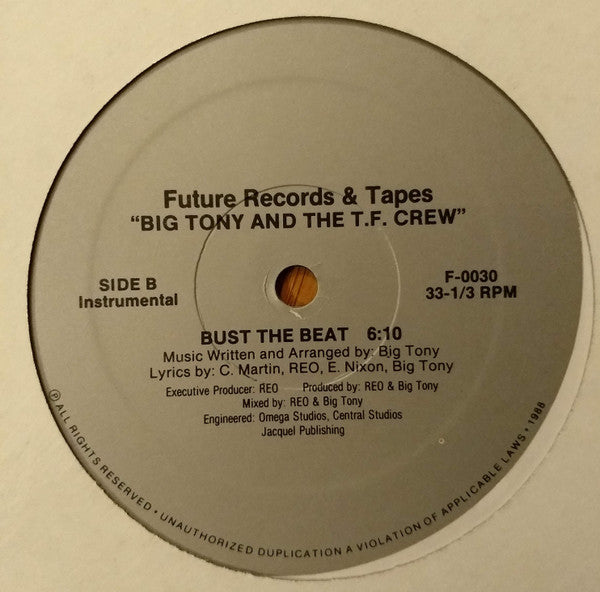 Future Records & Tapes
"BIG TONY AND THE T.F. CREW"
SIDE B
Instrumental
F-0030
33-1/3 RPM
BUST THE BEAT 6:10
Music Written and Arranged by: Big Tony
Lyrics by: C. Martin, REO, E. Nixon, Big Tony
Executive Producer: REO Produced by: REO & Big Tony
Mixed by: REO & Big Tony
Engineered: Omega Studios, Central Studios
Jacquel Publishing
℗ ALL RIGHTS RESERVED • UNAUTHORIZED DUPLICATION A VIOLATION OF APPLICABLE LAWS • 1988